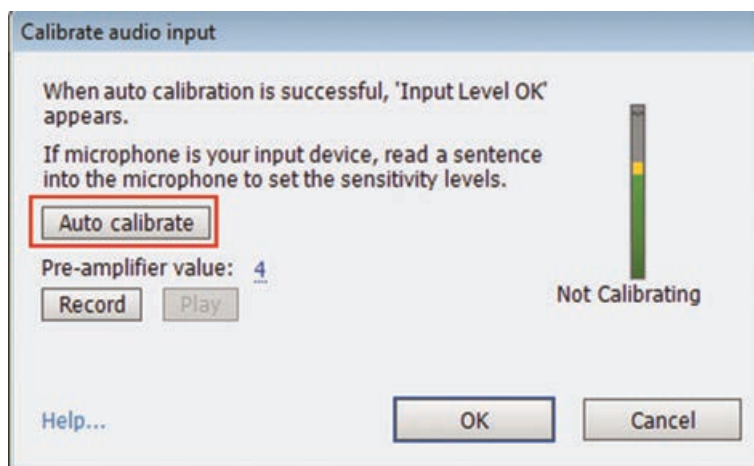 Calibrate audio input
When auto calibration is successful, 'Input Level OK'
appears.
If microphone is your input device, read a sentence
into the microphone to set the sensitivity levels.
Auto calibrate
Pre-amplifier value: 4
Record Play
Not Calibrating
Help... OK Cancel